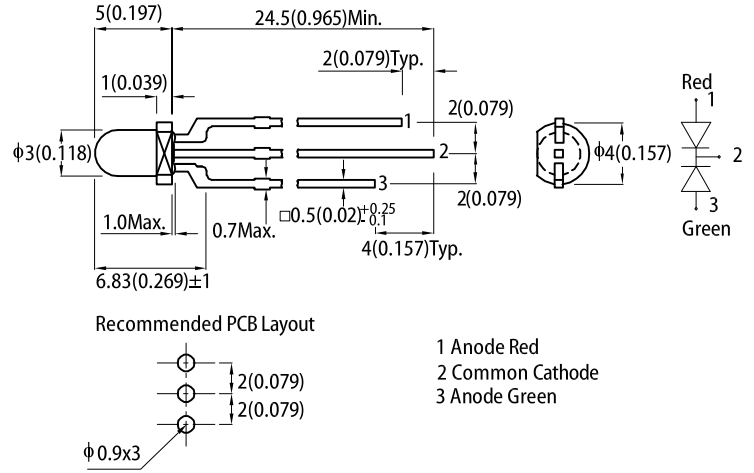 5(0.197)
24.5(0.965)Min.
2(0.079)Typ.
1(0.039)
2(0.079)
Red
1
1
ϕ3(0.118)
2
ϕ4(0.157)
2
3
2(0.079)
3
1.0Max.
0.7Max.
□0.5(0.02)+0.25 -0.1
Green
4(0.157)Typ.
6.83(0.269)±1
Recommended PCB Layout
1 Anode Red
2 Common Cathode
3 Anode Green
2(0.079)
2(0.079)
ϕ0.9x3